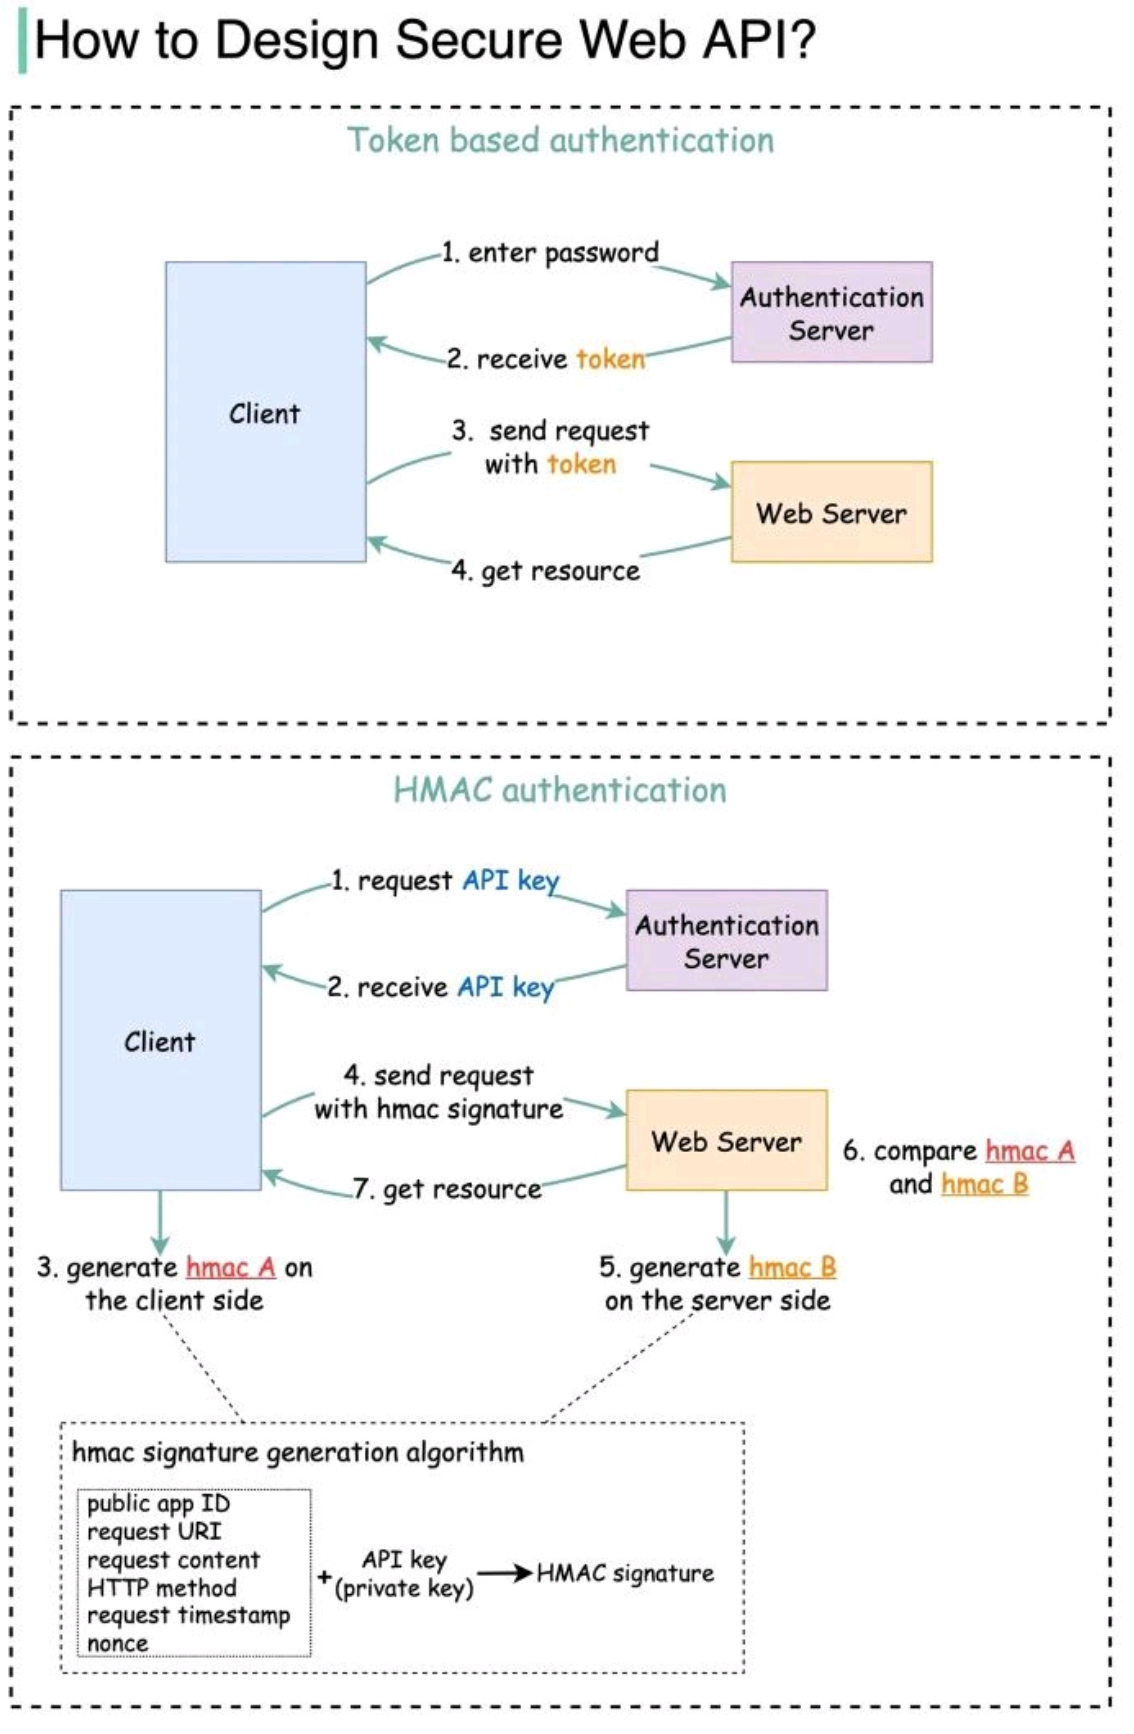 How to Design Secure Web API?
Token based authentication
1. enter password
Authentication
Server
2. receive token
Client
3. send request
with token
Web Server
4. get resource
HMAC authentication
1. request API key
Authentication
Server
2. receive API key
Client
4. send request
with hmac signature
Web Server
6. compare hmac A
and hmac B
7. get resource
3. generate hmac A on
the client side
5. generate hmac B
on the server side
hmac signature generation algorithm
public app ID
request URI
request content
HTTP method
request timestamp
nonce
+
API key
(private key)
HMAC signature